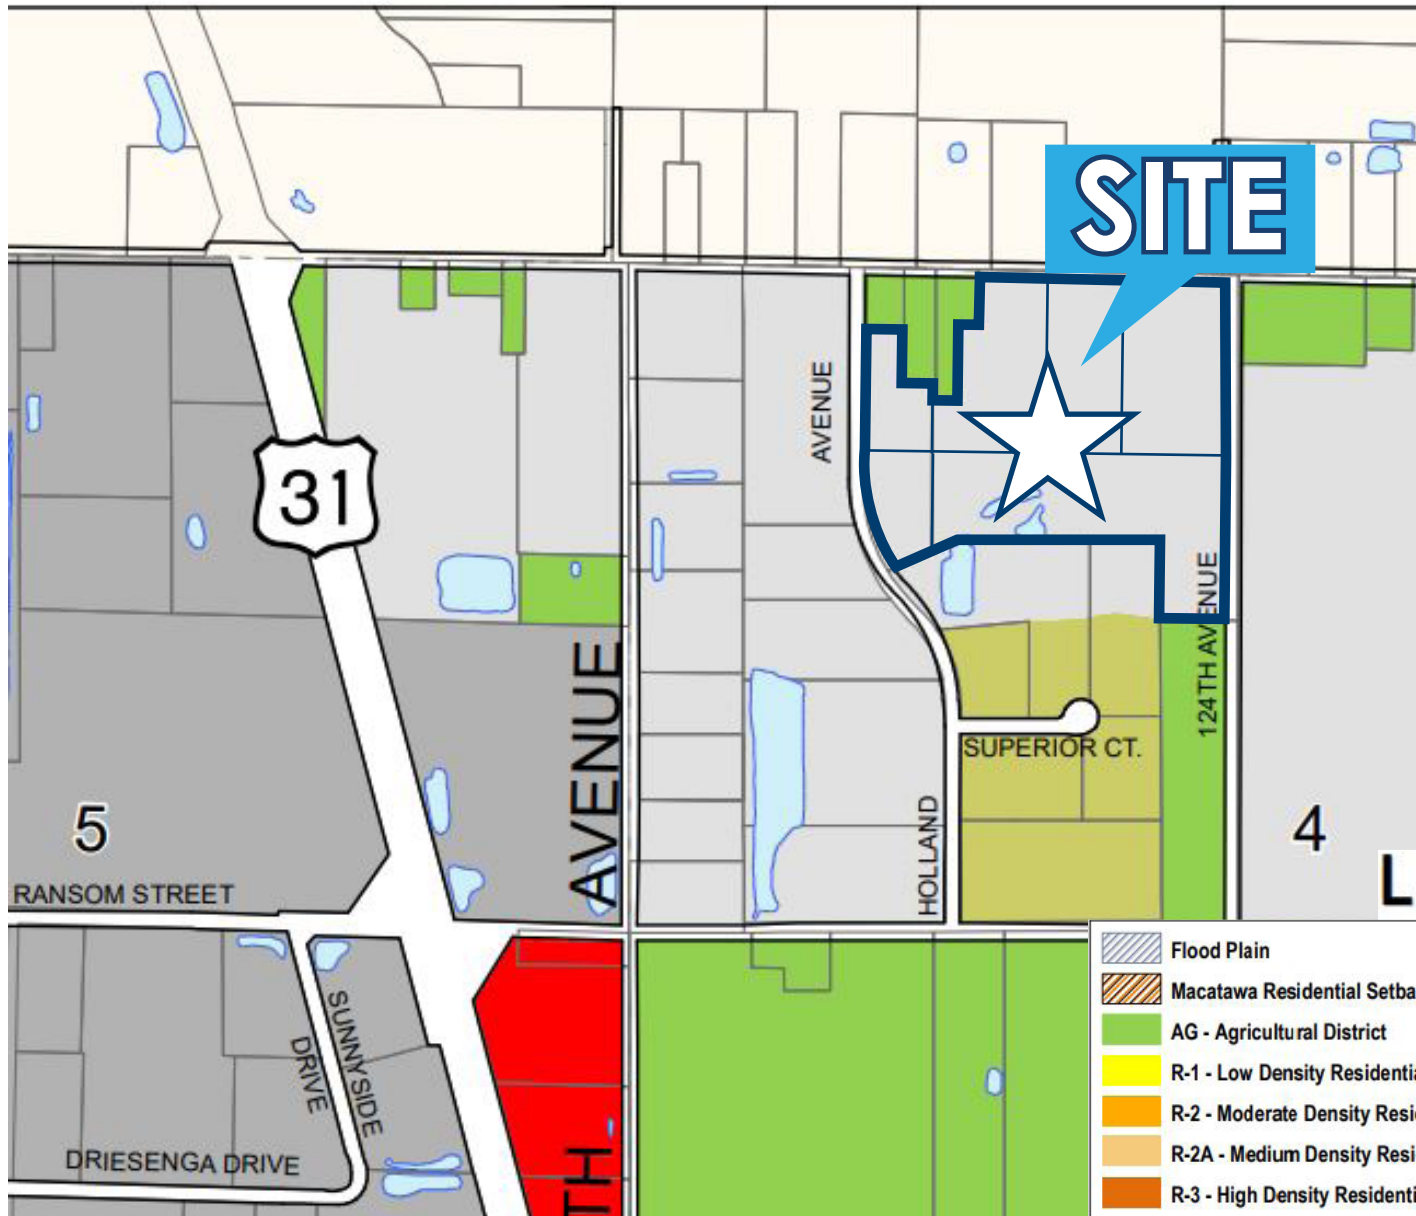 SITE
31
AVENUE
AVENUE
124TH AVENUE
SUPERIOR CT.
HOLLAND
5
4
L
RANSOM STREET
SUNNYSIDE
DRIVE
DRIESENGA DRIVE
TH
Flood Plain
Macatawa Residential Setba
AG - Agricultural District
R-1 - Low Density Residentia
R-2 - Moderate Density Resi
R-2A - Medium Density Resi
R-3 - High Density Residenti